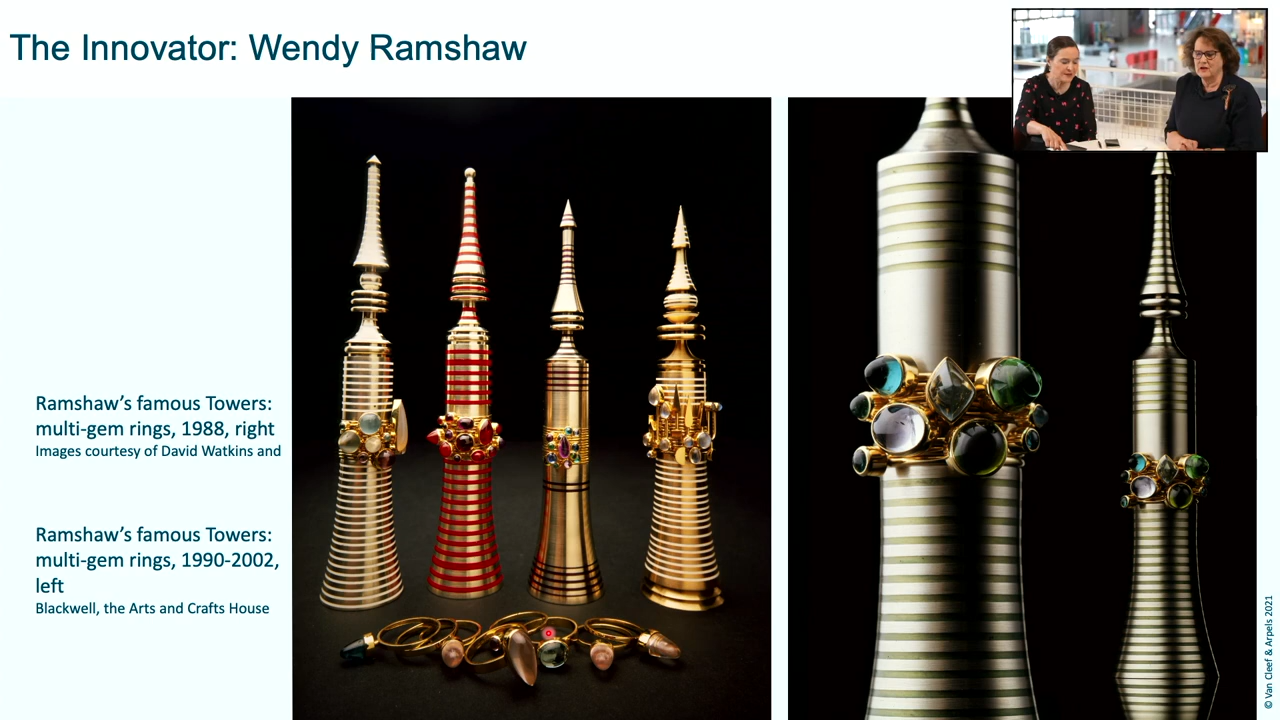 The Innovator: Wendy Ramshaw
Ramshaw’s famous Towers:
multi-gem rings, 1988, right
Images courtesy of David Watkins and
Ramshaw’s famous Towers:
multi-gem rings, 1990-2002,
left
Blackwell, the Arts and Crafts House
© Van Cleef & Arpels 2021